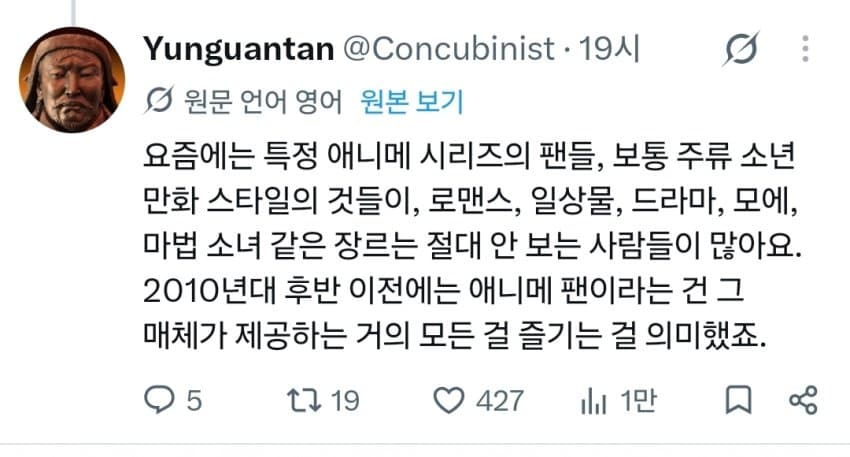 Yunguantan @Concubinist · 19시
원문 언어 영어 원본 보기
요즘에는 특정 애니메 시리즈의 팬들, 보통 주류 소년
만화 스타일의 것들이, 로맨스, 일상물, 드라마, 모에,
마법 소녀 같은 장르는 절대 안 보는 사람들이 많아요.
2010년대 후반 이전에는 애니메 팬이라는 건 그
매체가 제공하는 거의 모든 걸 즐기는 걸 의미했죠.
5 19 427 1만